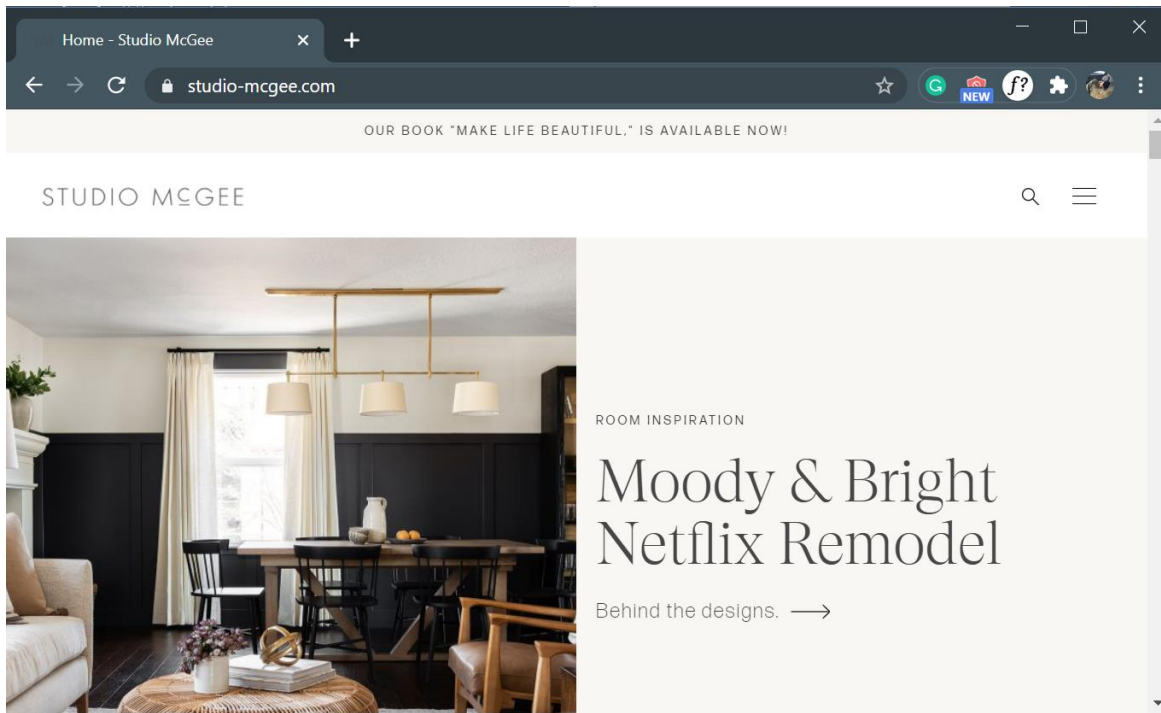 Home - Studio McGee
studio-mcgee.com
G
NEW
f?
OUR BOOK "MAKE LIFE BEAUTIFUL," IS AVAILABLE NOW!
STUDIO MCGEE
ROOM INSPIRATION
Moody & Bright
Netflix Remodel
Behind the designs.